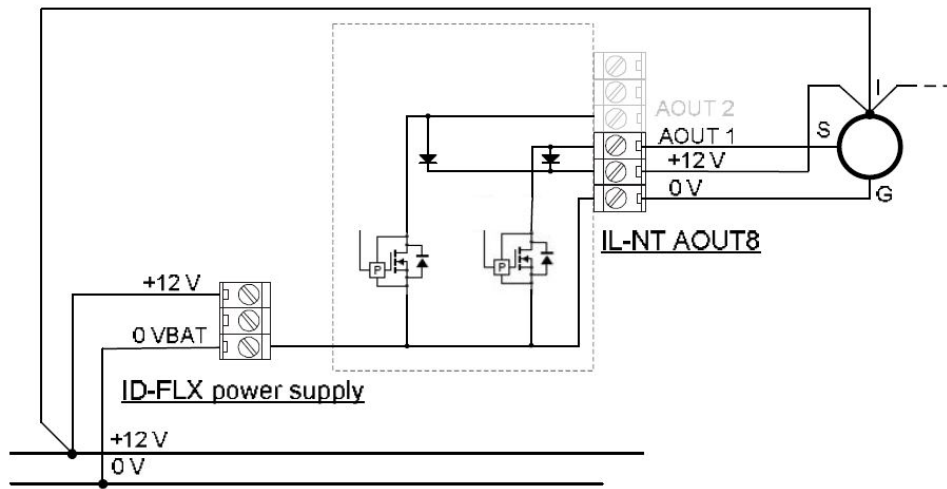 I
AOUT 2
S
AOUT 1
+12 V
0 V
G
IL-NT AOUT8
P
P
+12 V
0 VBAT
ID-FLX power supply
+12 V
0 V